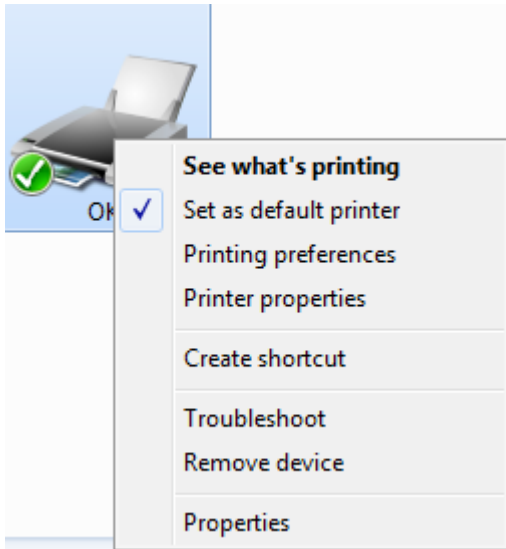 See what's printing
Set as default printer
Printing preferences
Printer properties
Create shortcut
Troubleshoot
Remove device
Properties